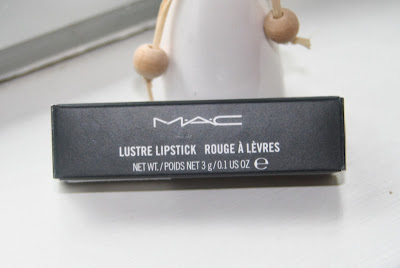 M·A·C
LUSTRE LIPSTICK ROUGE À LÈVRES
NET WT. / POIDS NET 3 g / 0.1 US OZ ℮